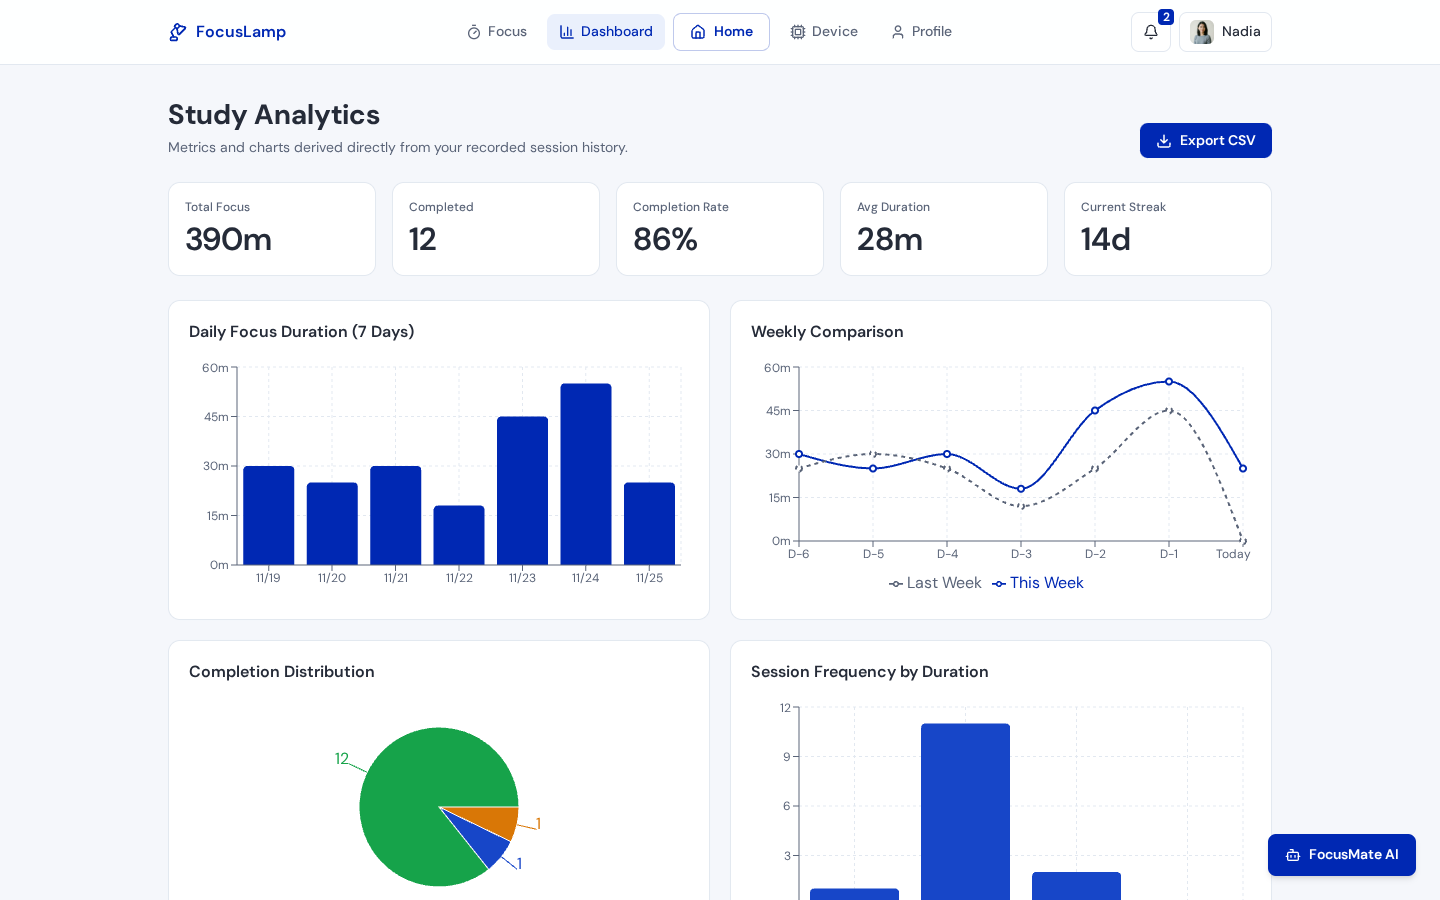 FocusLamp
Focus
Dashboard
Home
Device
Profile
2
Nadia
Study Analytics
Metrics and charts derived directly from your recorded session history.
Export CSV
Total Focus
390m
Completed
12
Completion Rate
86%
Avg Duration
28m
Current Streak
14d
Daily Focus Duration (7 Days)
60m
45m
30m
15m
0m
11/19
11/20
11/21
11/22
11/23
11/24
11/25
Weekly Comparison
60m
45m
30m
15m
0m
D-6
D-5
D-4
D-3
D-2
D-1
Today
Last Week
This Week
Completion Distribution
12
1
1
Session Frequency by Duration
12
9
6
3
FocusMate AI